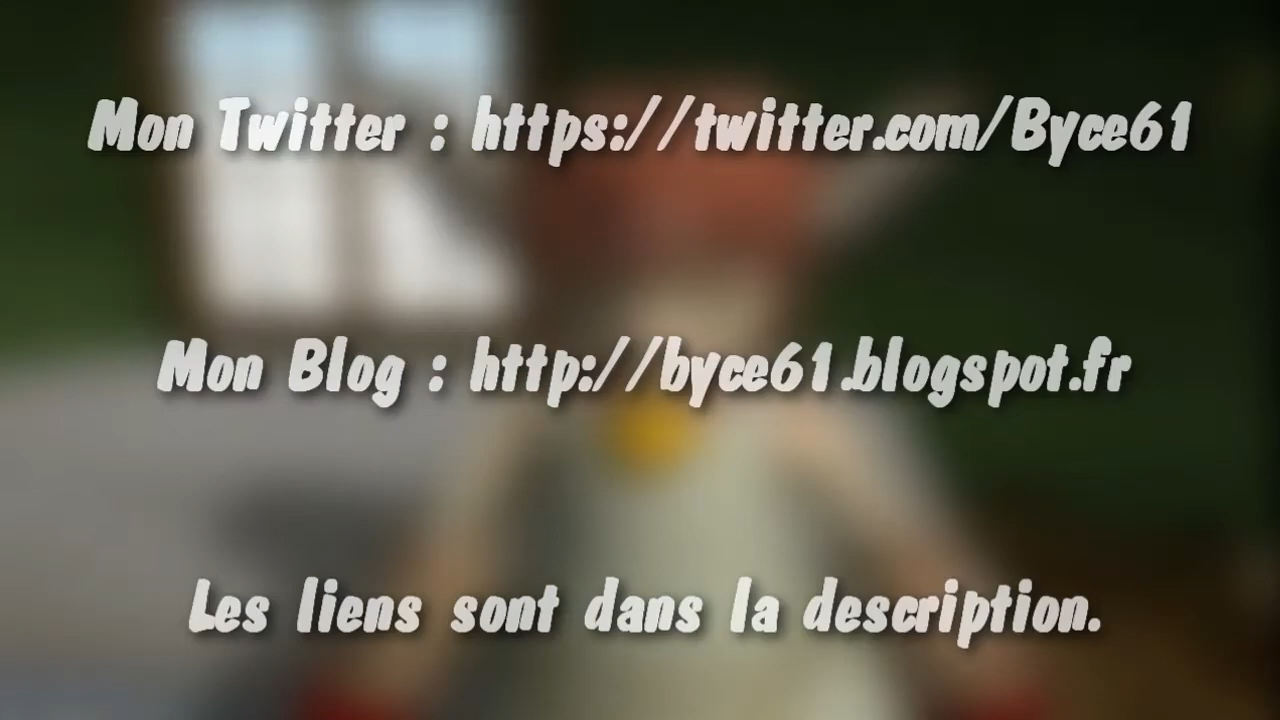 Mon Twitter : https://twitter.com/Byce61
Mon Blog : http://byce61.blogspot.fr
Les liens sont dans la description.